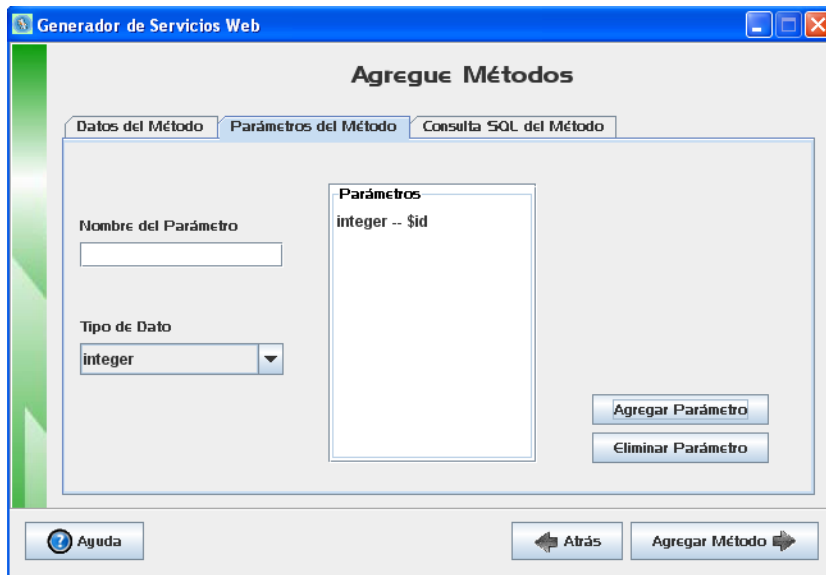 Generador de Servicios Web
Agregue Métodos
Datos del Método
Parámetros del Método
Consulta SQL del Método
Parámetros
integer -- $id
Nombre del Parámetro
Tipo de Dato
integer
Agregar Parámetro
Eliminar Parámetro
Ayuda
Atrás
Agregar Método